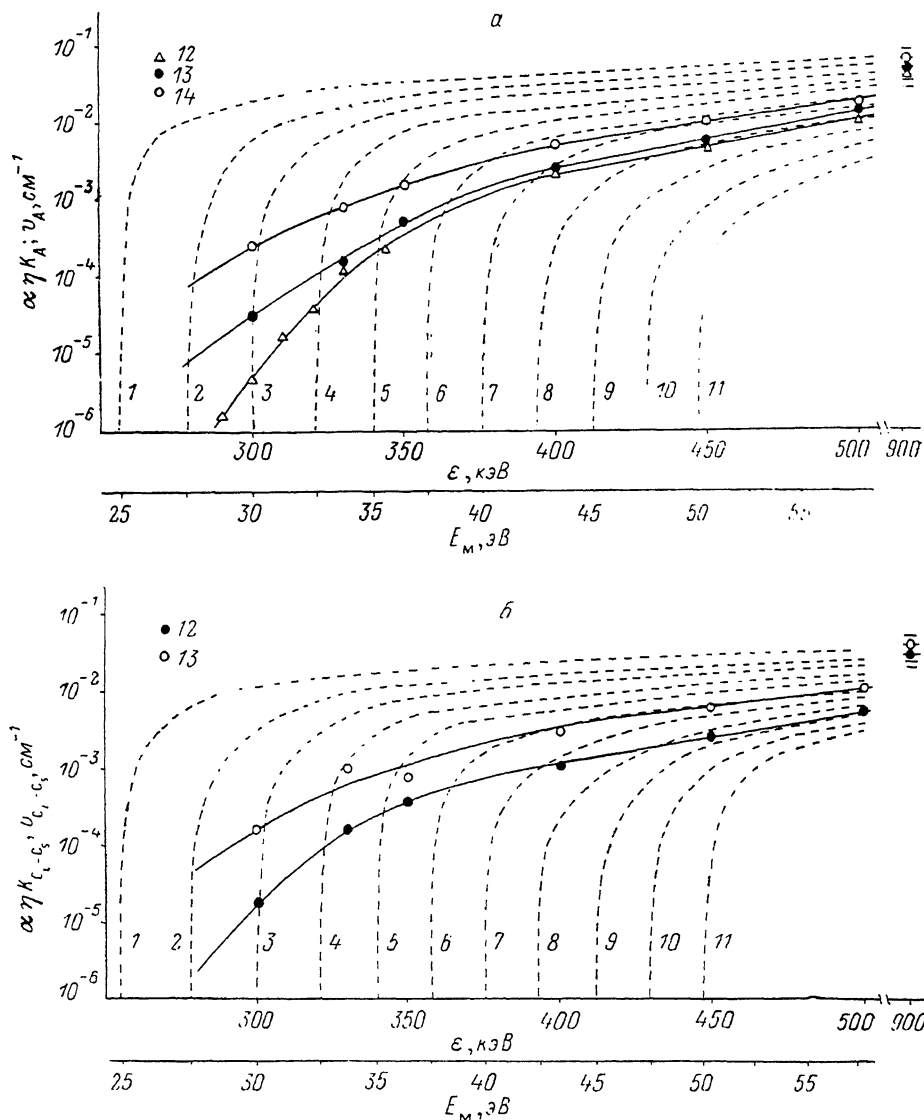 а
10⁻¹
△ 12
● 13
○ 14
10⁻²
10⁻³
10⁻⁴
10⁻⁵
10⁻⁶
αηK_A; υ_A, см⁻¹
1 2 3 4 5 6 7 8 9 10 11
300 350 400 450 500 900
ε, кэВ
25 30 35 40 45 50 55
E_м, эВ
б
10⁻¹
● 12
○ 13
10⁻²
10⁻³
10⁻⁴
10⁻⁵
10⁻⁶
αηK_{C_i-C_s}, υ_{C_i-C_s}, см⁻¹
1 2 3 4 5 6 7 8 9 10 11
300 350 400 450 500 900
ε, кэВ
25 30 35 40 45 50 55
E_м, эВ